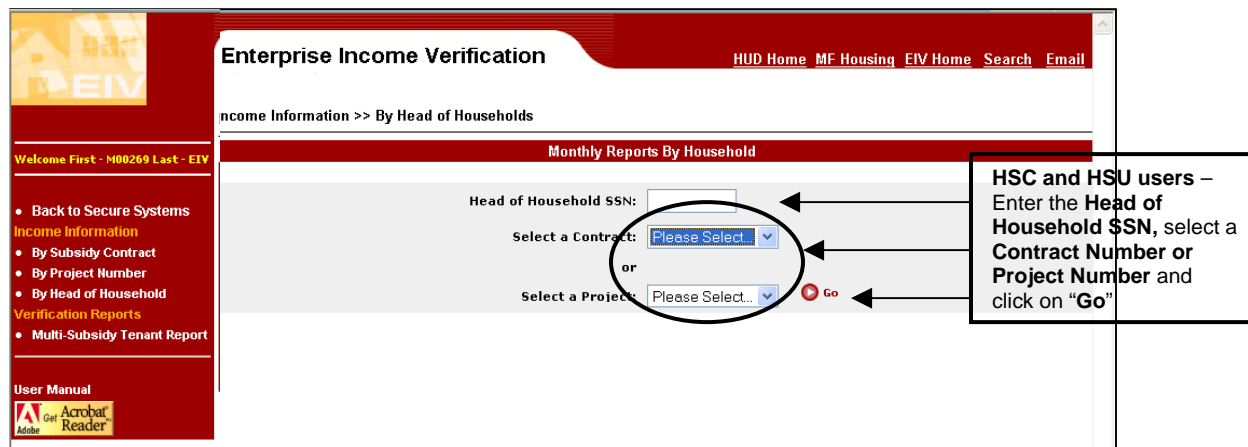 EIV
Enterprise Income Verification
HUD Home MF Housing EIV Home Search Email
ncome Information >> By Head of Households
Welcome First - M00269 Last - EIV
Monthly Reports By Household
• Back to Secure Systems
Income Information
• By Subsidy Contract
• By Project Number
• By Head of Household
Verification Reports
• Multi-Subsidy Tenant Report
User Manual
Adobe
Get Acrobat
Reader
Head of Household SSN:
Select a Contract: Please Select...
or
Select a Project: Please Select... Go
HSC and HSU users –
Enter the Head of
Household SSN, select a
Contract Number or
Project Number and
click on “Go”